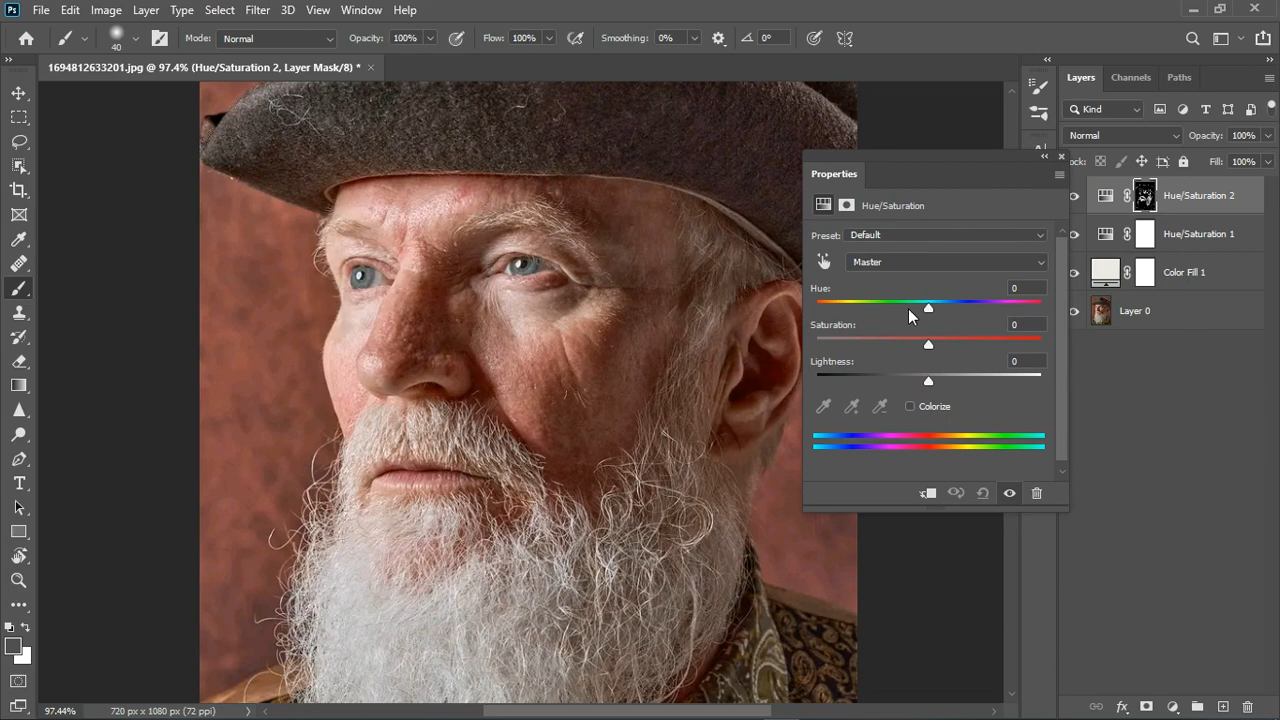 Ps File Edit Image Layer Type Select Filter 3D View Window Help
40 Mode: Normal Opacity: 100% Flow: 100% Smoothing: 0% 0°
1694812633201.jpg @ 97.4% (Hue/Saturation 2, Layer Mask/8) *
Layers Channels Paths
Kind
Normal Opacity: 100%
Lock: Fill: 100%
Properties
Hue/Saturation 2
Hue/Saturation
Preset: Default
Hue/Saturation 1
Master
Color Fill 1
Hue: 0
Layer 0
Saturation: 0
Lightness: 0
Colorize
97.44% 720 px x 1080 px (72 ppi)